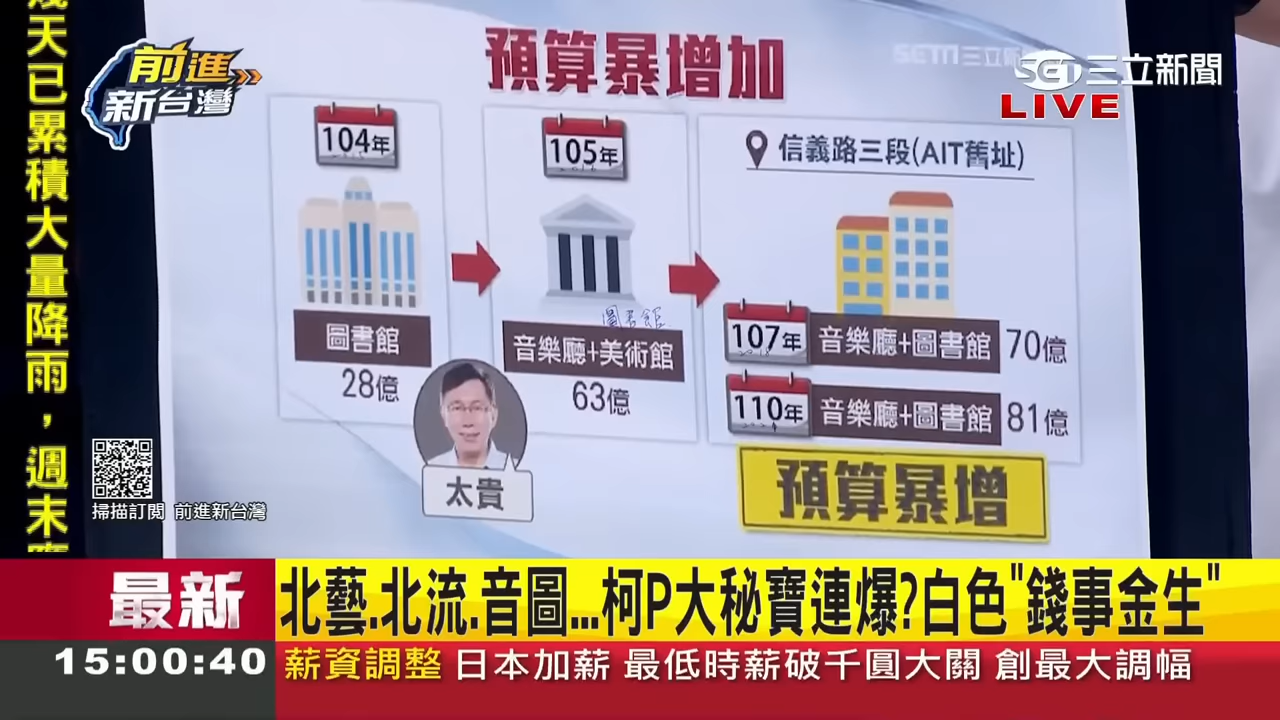 幾天已累積大量降雨，週末應
前進
新台灣
預算暴增加
SETN三立新聞
SET三立新聞
LIVE
104年
圖書館
28億
太貴
105年
圖書館
音樂廳+美術館
63億
信義路三段(AIT舊址)
107年
音樂廳+圖書館 70億
110年
音樂廳+圖書館 81億
預算暴增
掃描訂閱 前進新台灣
最新
北藝.北流.音圖...柯P大秘寶連爆?白色"錢事金生"
15:00:40
薪資調整 日本加薪 最低時薪破千圓大關 創最大調幅